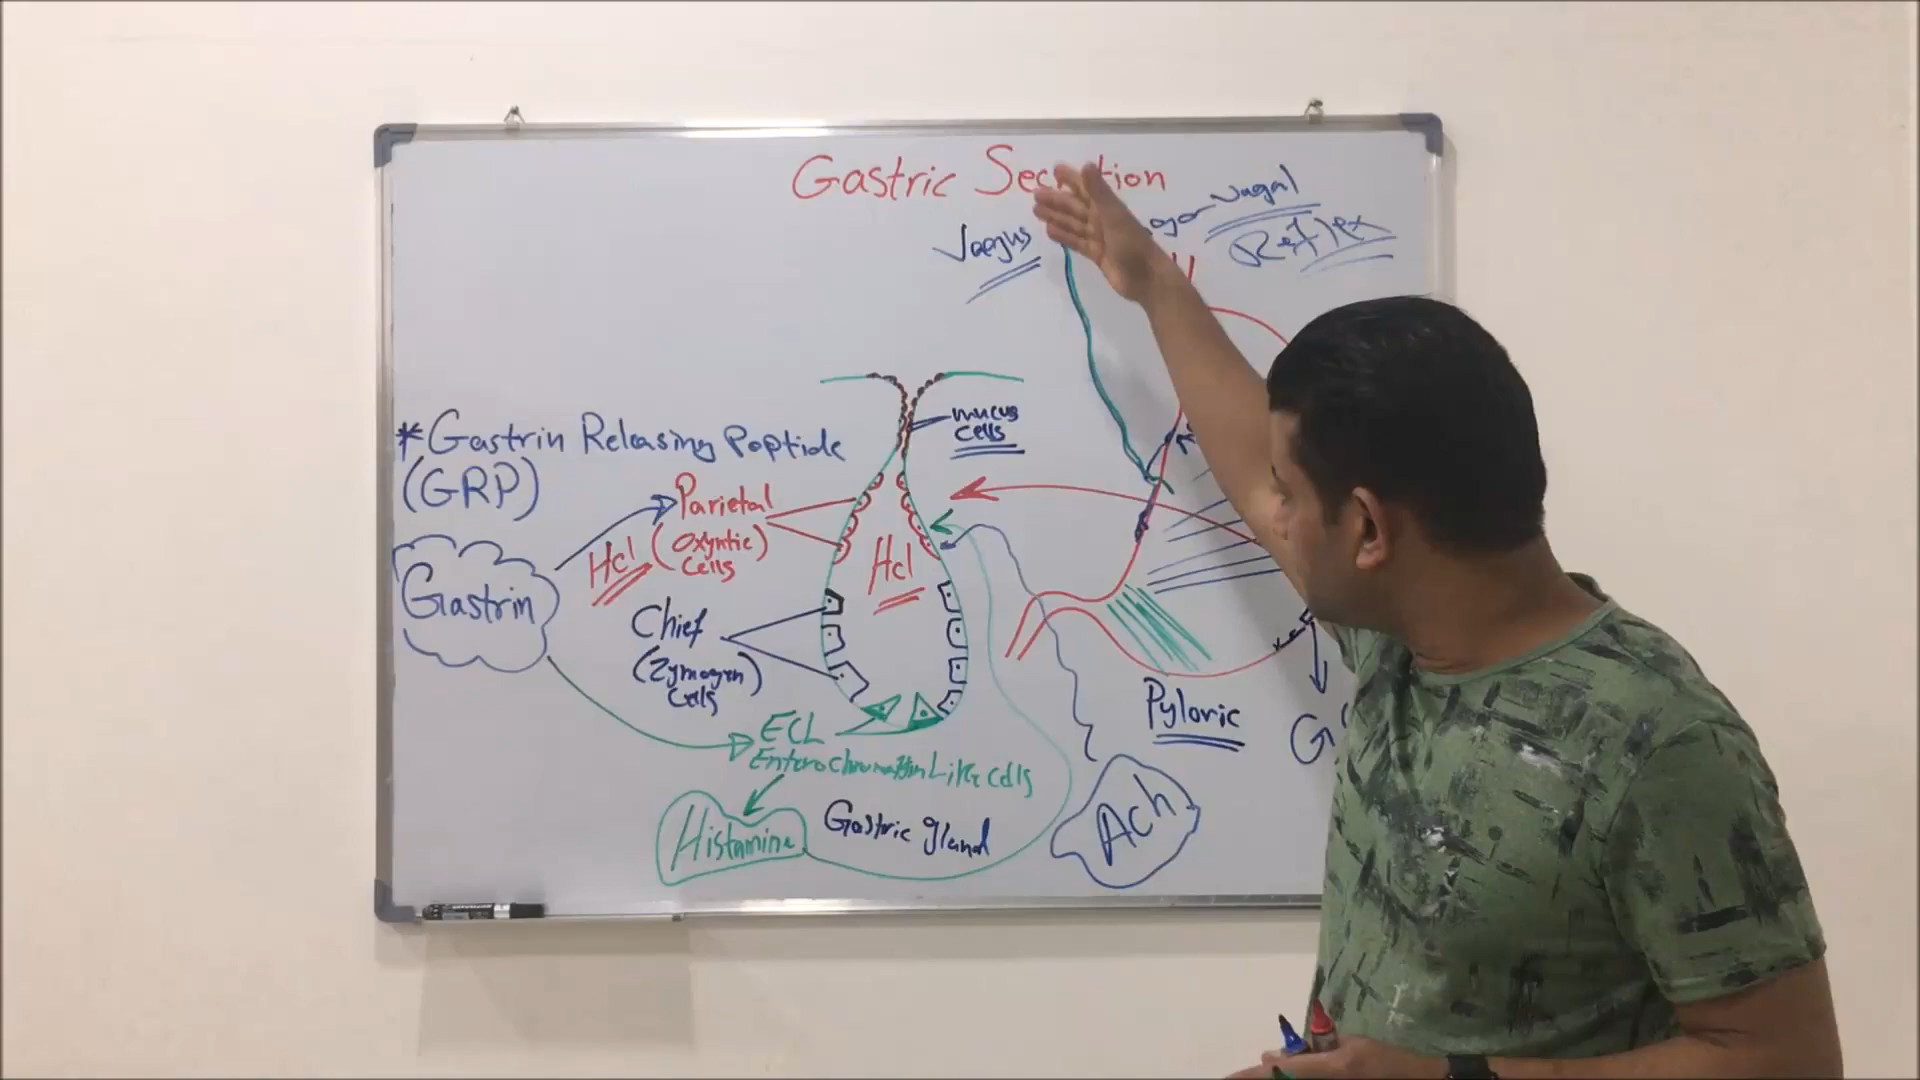 Gastric Secretion
Vagus
vagal
Reflex
mucus
cells
*Gastrin Releasing Peptide
(GRP)
Parietal
(Oxyntic)
cells
Hcl
Hcl
Gastrin
Chief
(Zymogen)
Cells
ECL
Enterochromaffin Like cells
Histamine
Gastric gland
Ach
Pyloric
G